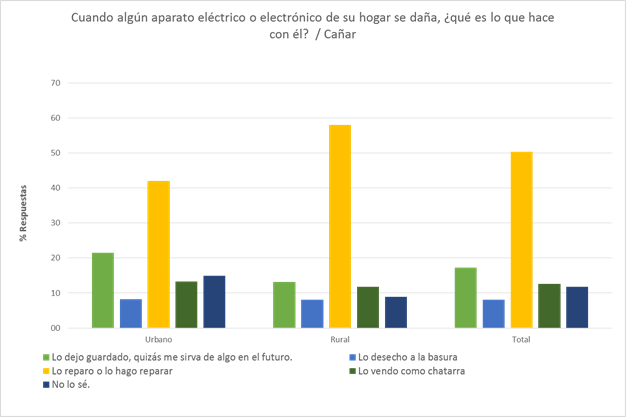 Cuando algún aparato eléctrico o electrónico de su hogar se daña, ¿qué es lo que hace
con él?  / Cañar
% Respuestas
70
60
50
40
30
20
10
00
Urbano
Rural
Total
Lo dejo guardado, quizás me sirva de algo en el futuro.
Lo desecho a la basura
Lo reparo o lo hago reparar
Lo vendo como chatarra
No lo sé.